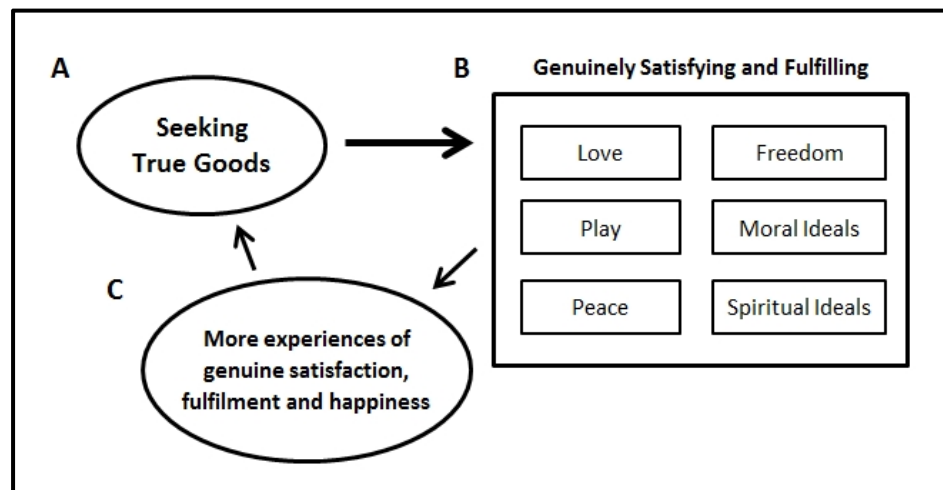 A
Seeking
True Goods
B
Genuinely Satisfying and Fulfilling
Love
Freedom
Play
Moral Ideals
Peace
Spiritual Ideals
C
More experiences of
genuine satisfaction,
fulfilment and happiness